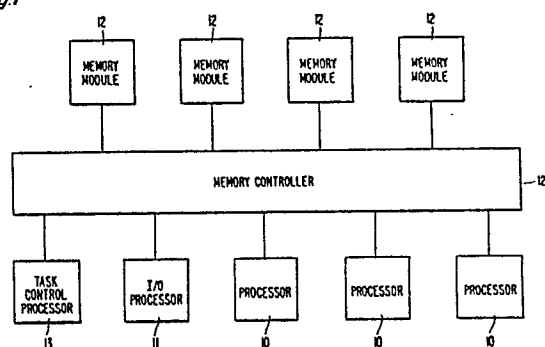 12 12 12 12
MEMORY MODULE MEMORY MODULE MEMORY MODULE MEMORY MODULE
MEMORY CONTROLLER
12
TASK CONTROL PROCESSOR I/O PROCESSOR PROCESSOR PROCESSOR PROCESSOR
13 11 10 10 10